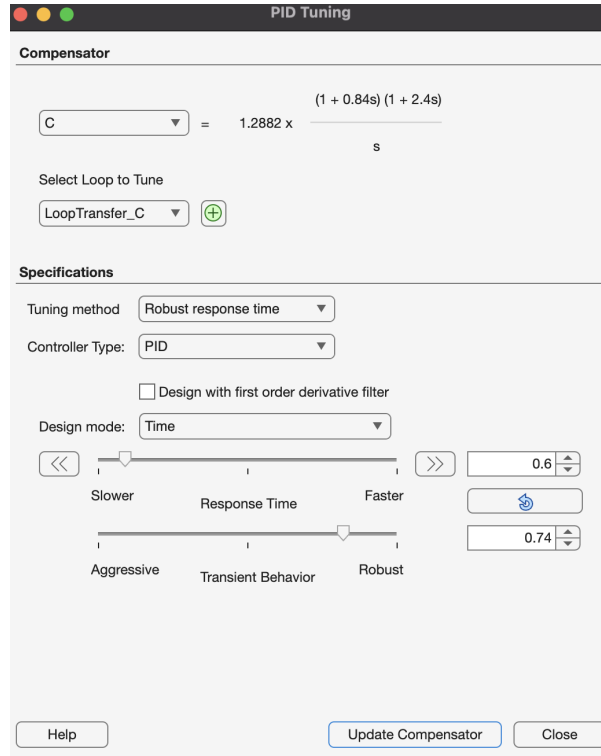 PID Tuning
Compensator
(1 + 0.84s) (1 + 2.4s)
C = 1.2882 x
s
Select Loop to Tune
LoopTransfer_C
Specifications
Tuning method Robust response time
Controller Type: PID
Design with first order derivative filter
Design mode: Time
0.6
Slower Response Time Faster
0.74
Aggressive Transient Behavior Robust
Help Update Compensator Close